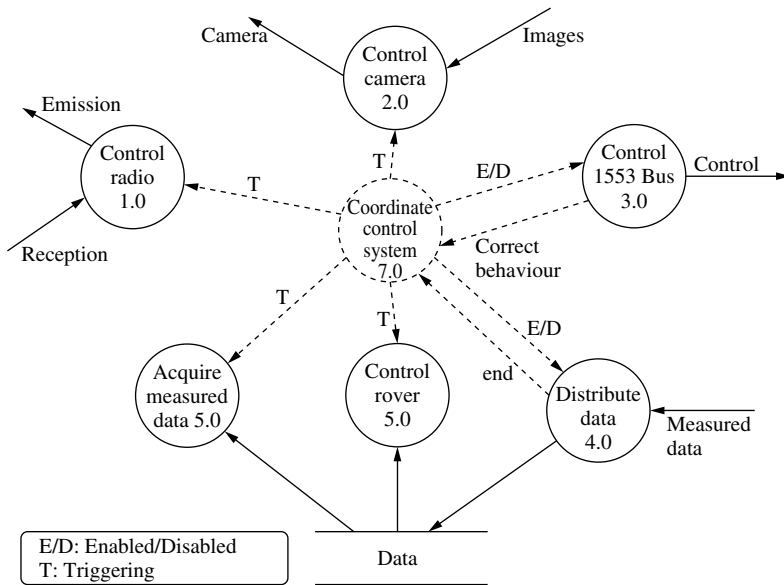 Camera
Images
Control
camera
2.0
Emission
Control
radio
1.0
Reception
T
T
E/D
Control
1553 Bus
3.0
Control
Coordinate
control
system
7.0
Correct
behaviour
T
T
E/D
end
Acquire
measured
data 5.0
Control
rover
5.0
Distribute
data
4.0
Measured
data
Data
E/D: Enabled/Disabled
T: Triggering